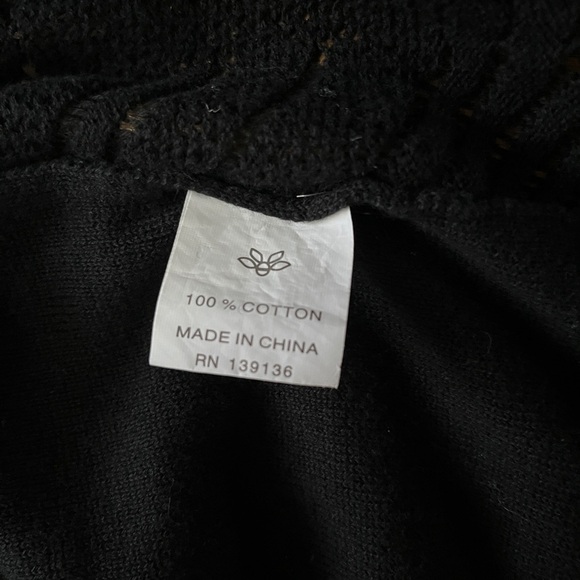 100 % COTTON
MADE IN CHINA
RN 139136